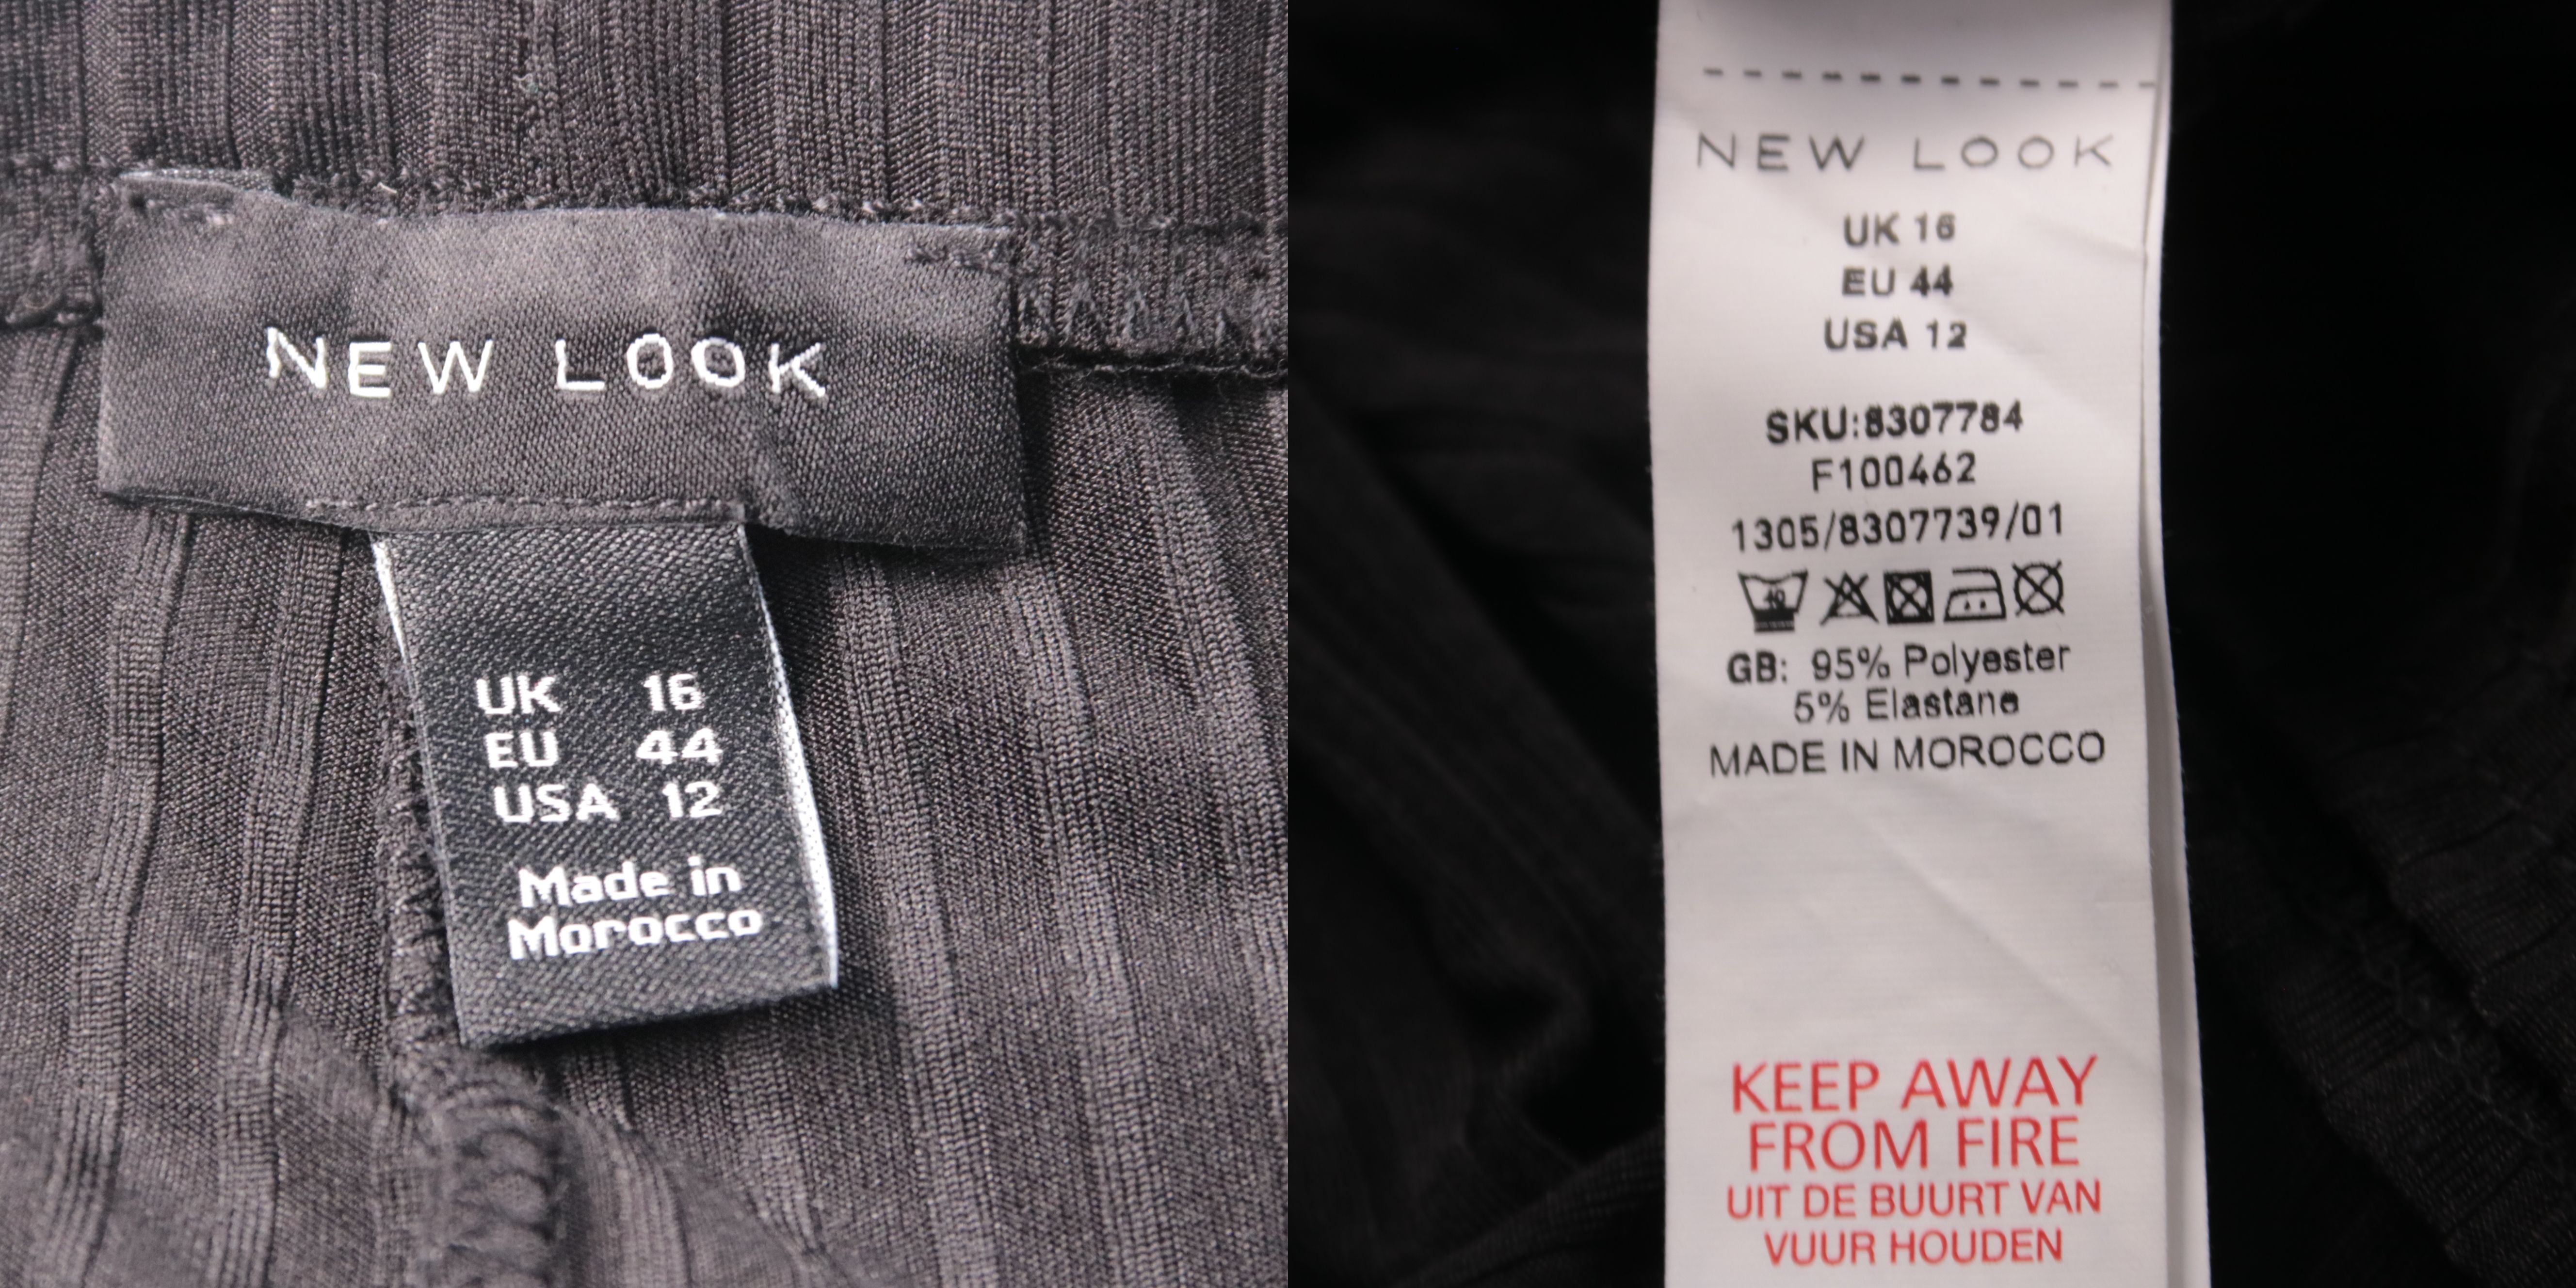 NEW LOOK
UK 16
EU 44
USA 12
Made in
Morocco
NEW LOOK
UK 16
EU 44
USA 12
SKU:8307784
F100462
1305/8307739/01
40
GB: 95% Polyester
5% Elastane
MADE IN MOROCCO
KEEP AWAY
FROM FIRE
UIT DE BUURT VAN
VUUR HOUDEN